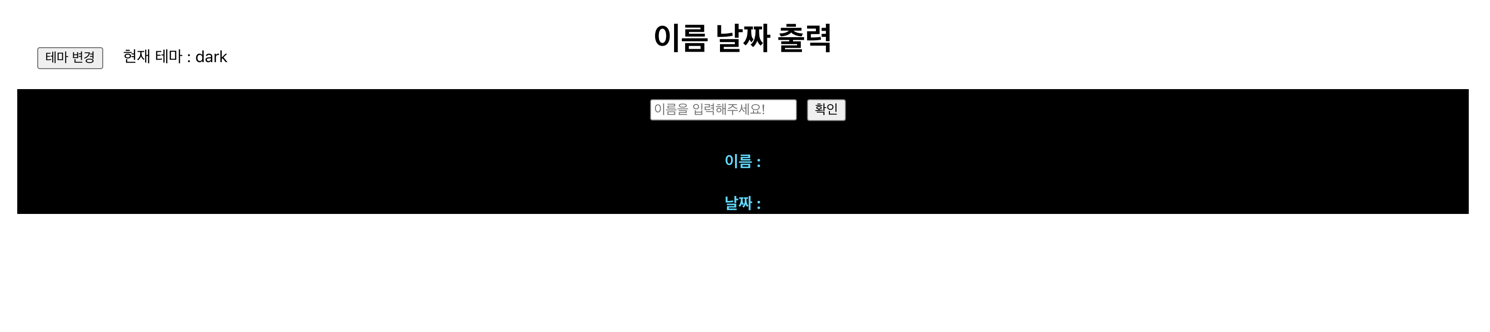 이름 날짜 출력
테마 변경 현재 테마 : dark
이름을 입력해주세요! 확인
이름 :
날짜 :